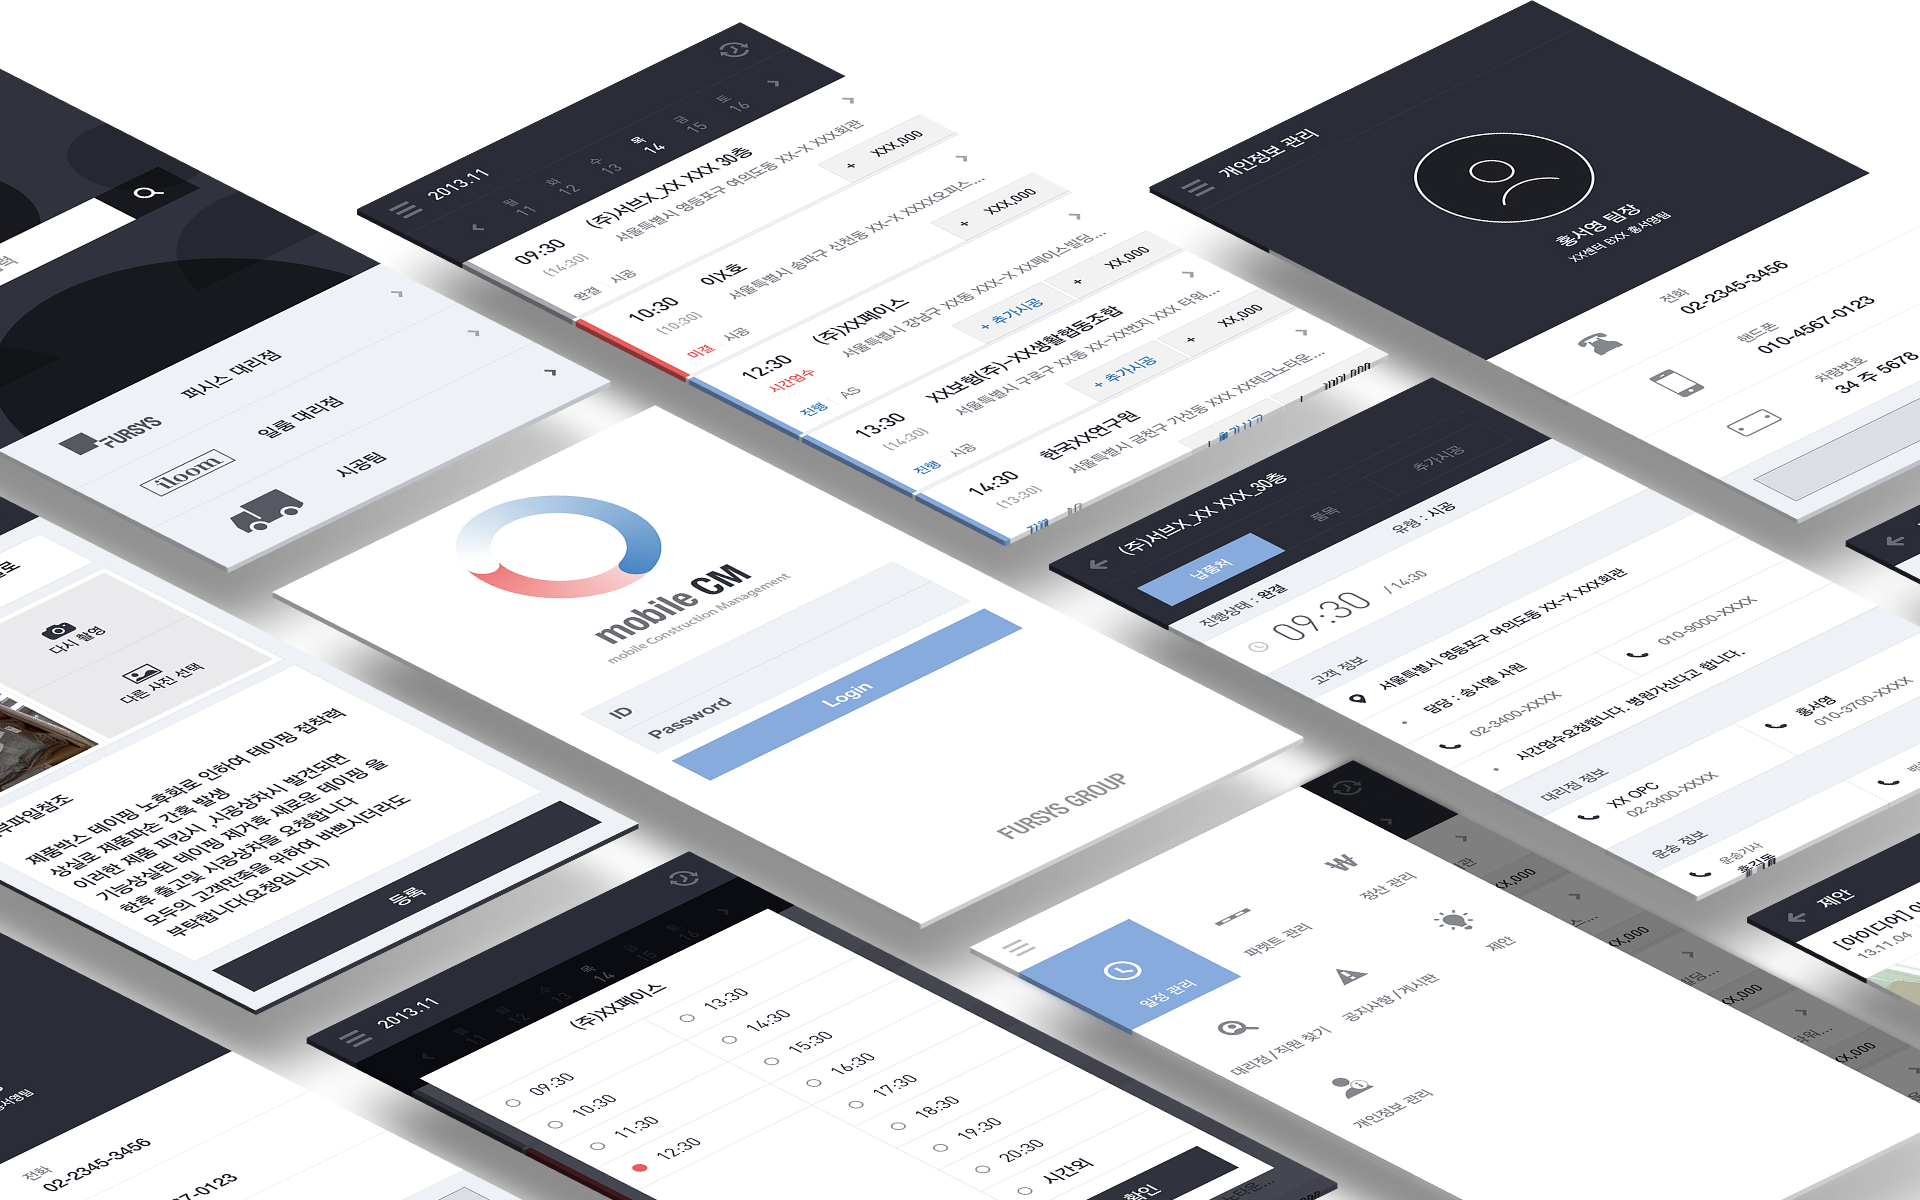 퍼시스 대리점
FURSYS
일룸 대리점
iloom
시공팀
2013.11
월 화 수 목 금 토
11 12 13 14 15 16
09:30
(14:30)
(주)서브X_XX XXX 30층
서울특별시 영등포구 여의도동 XX-X XXX회관
완결 시공
+ XXX,000
10:30
(10:30)
이X호
서울특별시 송파구 신천동 XX-X XXXX오피스...
미결 시공
+ XXX,000
12:30
시간엄수
(주)XX페이스
서울특별시 강남구 XX동 XXX-X XX페이스빌딩...
진행 AS
+ 추가시공
+ XX,000
13:30
(14:30)
XX보험(주)-XX생활협동조합
서울특별시 구로구 XX동 XX-XX번지 XXX 타워...
진행 시공
+ 추가시공
+ XX,000
14:30
(13:30)
한국XX연구원
서울특별시 금천구 가산동 XXX XX테크노타운...
개인정보 관리
홍서영 팀장
XX센터 BXX 홍서영팀
전화
02-2345-3456
핸드폰
010-4567-0123
차량번호
34 주 5678
다시 촬영
다른 사진 선택
부파일참조
제품박스 테이핑 노후화로 인하여 테이핑 접착력
상실로 제품파손 간혹 발생
이러한 제품 피킹시 ,시공상차시 발견되면
기능상실된 테이핑 제거후 새로운 테이핑 을
한후 출고및 시공상차을 요청합니다
모두의 고객만족을 위하여 바쁘시더라도
부탁합니다(요청입니다)
등록
mobile CM
mobile Construction Management
ID
Password
Login
FURSYS GROUP
(주)서브X_XX XXX_30층
납품처
품목
추가시공
진행상태 : 완결
유형 : 시공
09:30 / 14:30
고객 정보
서울특별시 영등포구 여의도동 XX-X XXX회관
담당 : 송시열 사원
02-3400-XXXX
010-9000-XXXX
시간엄수요청합니다. 병원가신다고 합니다.
대리점 정보
XX OPC
02-3400-XXXX
홍서영
010-3700-XXXX
운송 정보
운송기사
제안
[아이디어]
13.11.04
전화
02-2345-3456
2013.11
목
14
(주)XX페이스
09:30
10:30
11:30
12:30
13:30
14:30
15:30
16:30
17:30
18:30
19:30
20:30
시간외
확인
일정 관리
파렛트 관리
정산 관리
대리점 / 직원 찾기
공지사항 / 게시판
제안
개인정보 관리